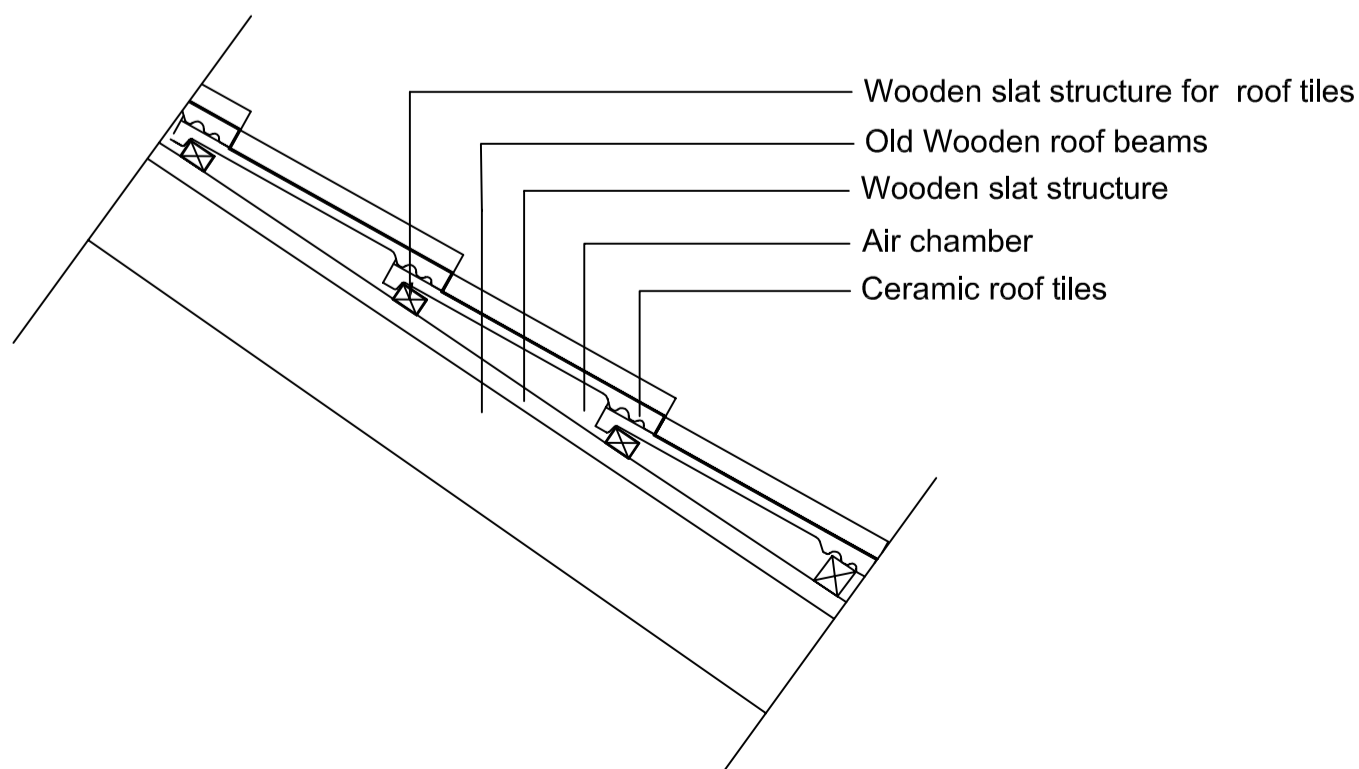 Wooden slat structure for roof tiles
Old Wooden roof beams
Wooden slat structure
Air chamber
Ceramic roof tiles